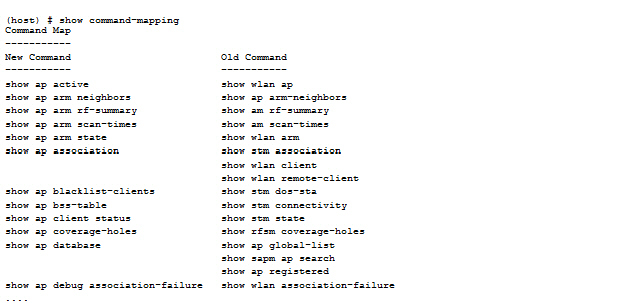 (host) # show command-mapping
Command Map
-----------
New Command                      Old Command
-----------                      -----------
show ap active                   show wlan ap
show ap arm neighbors            show ap arm-neighbors
show ap arm rf-summary           show am rf-summary
show ap arm scan-times           show am scan-times
show ap arm state                show wlan arm
show ap association              show stm association
                                 show wlan client
                                 show wlan remote-client
show ap blacklist-clients        show stm dos-sta
show ap bss-table                show stm connectivity
show ap client status            show stm state
show ap coverage-holes           show rfsm coverage-holes
show ap database                 show ap global-list
                                 show sapm ap search
                                 show ap registered
show ap debug association-failure   show wlan association-failure
....